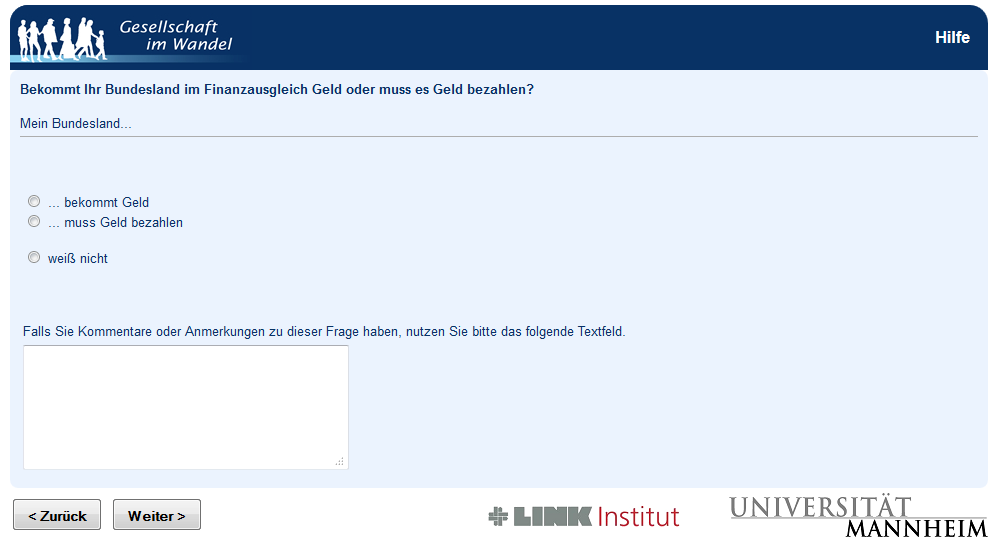 Gesellschaft
im Wandel
Hilfe
Bekommt Ihr Bundesland im Finanzausgleich Geld oder muss es Geld bezahlen?
Mein Bundesland...
... bekommt Geld
... muss Geld bezahlen
weiß nicht
Falls Sie Kommentare oder Anmerkungen zu dieser Frage haben, nutzen Sie bitte das folgende Textfeld.
< Zurück
Weiter >
LINK Institut
UNIVERSITÄT
MANNHEIM